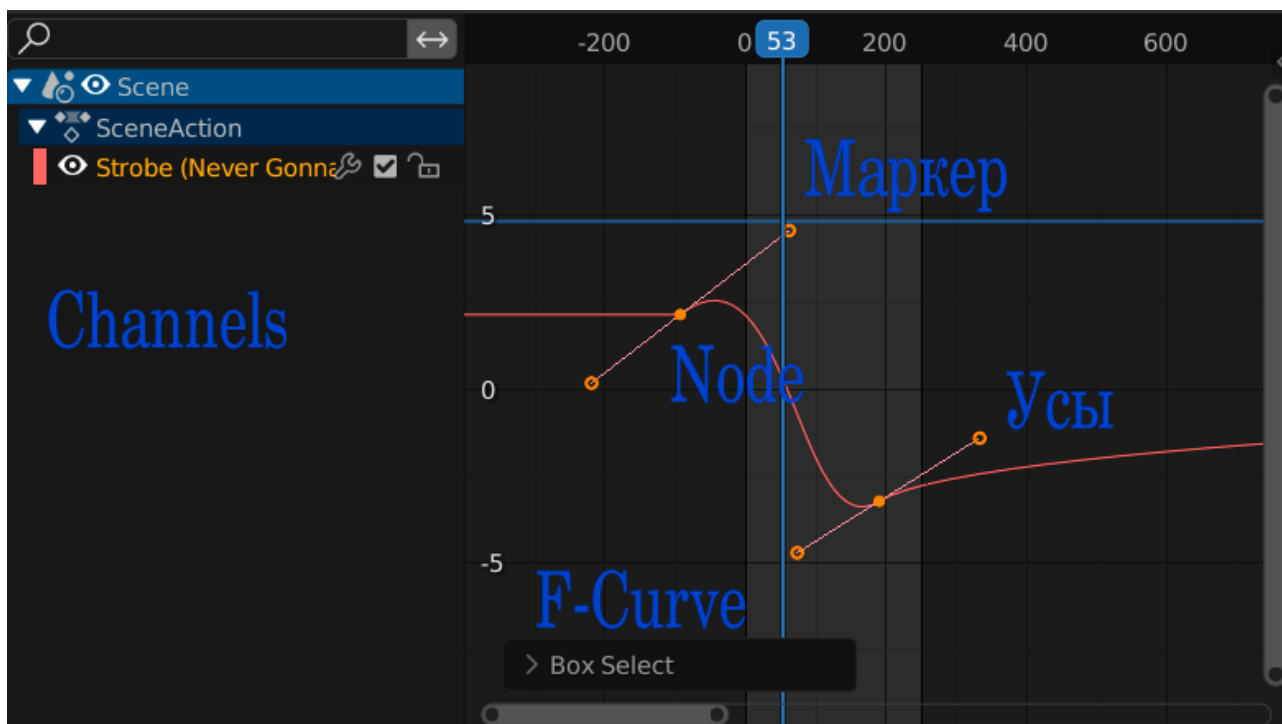 -200 0 53 200 400 600
Scene
SceneAction
Strobe (Never Gonna
Маркер
5
Channels
Node
0
Усы
-5
F-Curve
Box Select